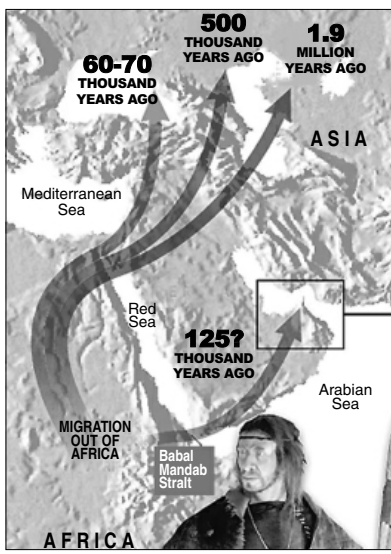 60-70
THOUSAND
YEARS AGO
500
THOUSAND
YEARS AGO
1.9
MILLION
YEARS AGO
ASIA
Mediterranean
Sea
Red
Sea
125?
THOUSAND
YEARS AGO
Arabian
Sea
MIGRATION
OUT OF
AFRICA
Babal
Mandab
Strait
AFRICA